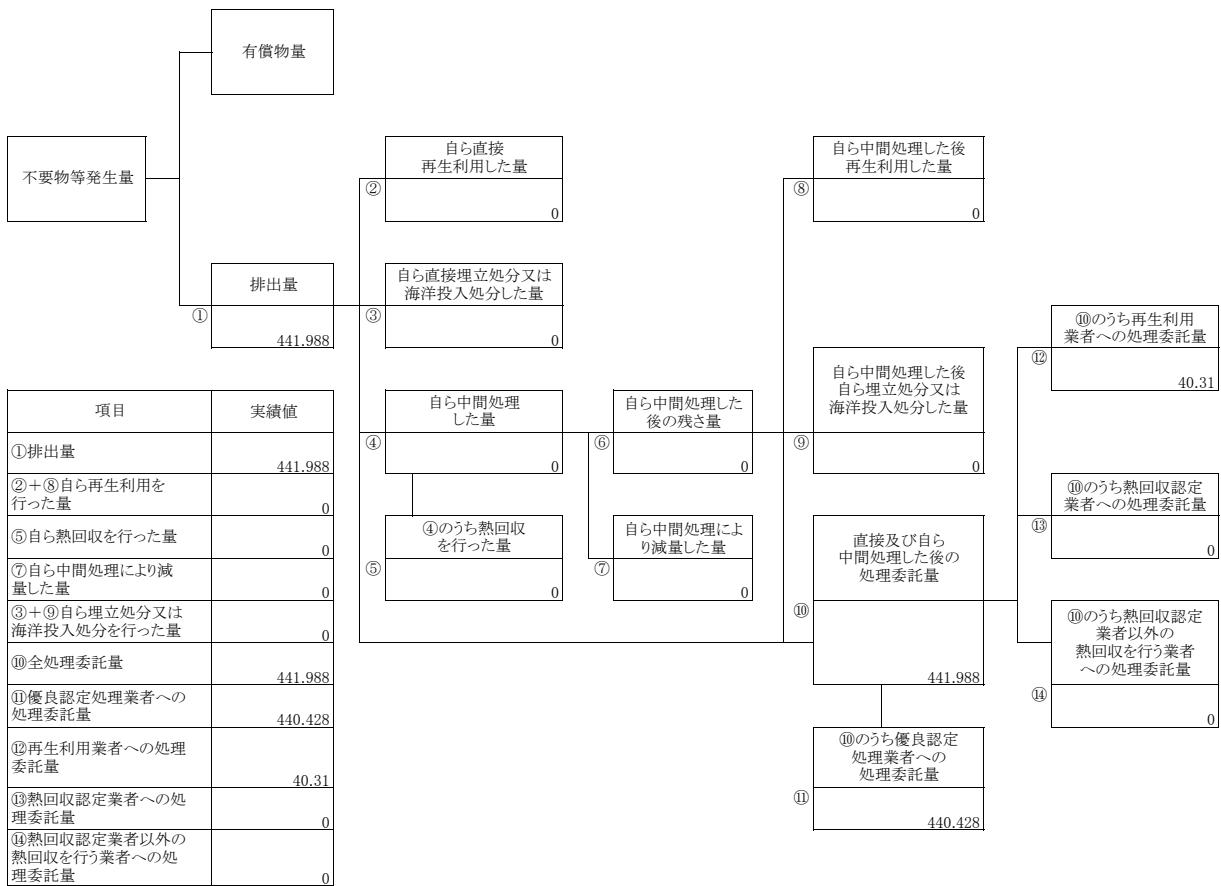 有償物量
不要物等発生量
排出量
①
441.988
自ら直接
再生利用した量
②
0
自ら直接埋立処分又は
海洋投入処分した量
③
0
自ら中間処理
した量
④
0
④のうち熱回収
を行った量
⑤
0
自ら中間処理した
後の残さ量
⑥
0
自ら中間処理によ
り減量した量
⑦
0
自ら中間処理した後
再生利用した量
⑧
0
自ら中間処理した後
自ら埋立処分又は
海洋投入処分した量
⑨
0
直接及び自ら
中間処理した後の
処理委託量
⑩
441.988
⑩のうち優良認定
処理業者への
処理委託量
⑪
440.428
⑩のうち再生利用
業者への処理委託量
⑫
40.31
⑩のうち熱回収認定
業者への処理委託量
⑬
0
⑩のうち熱回収認定
業者以外の
熱回収を行う業者
への処理委託量
⑭
0
項目 実績値
①排出量
441.988
②＋⑧自ら再生利用を
行った量
0
⑤自ら熱回収を行った量
0
⑦自ら中間処理により減
量した量
0
③＋⑨自ら埋立処分又は
海洋投入処分を行った量
0
⑩全処理委託量
441.988
⑪優良認定処理業者への
処理委託量
440.428
⑫再生利用業者への処理
委託量
40.31
⑬熱回収認定業者への処
理委託量
0
⑭熱回収認定業者以外の
熱回収を行う業者への処
理委託量
0